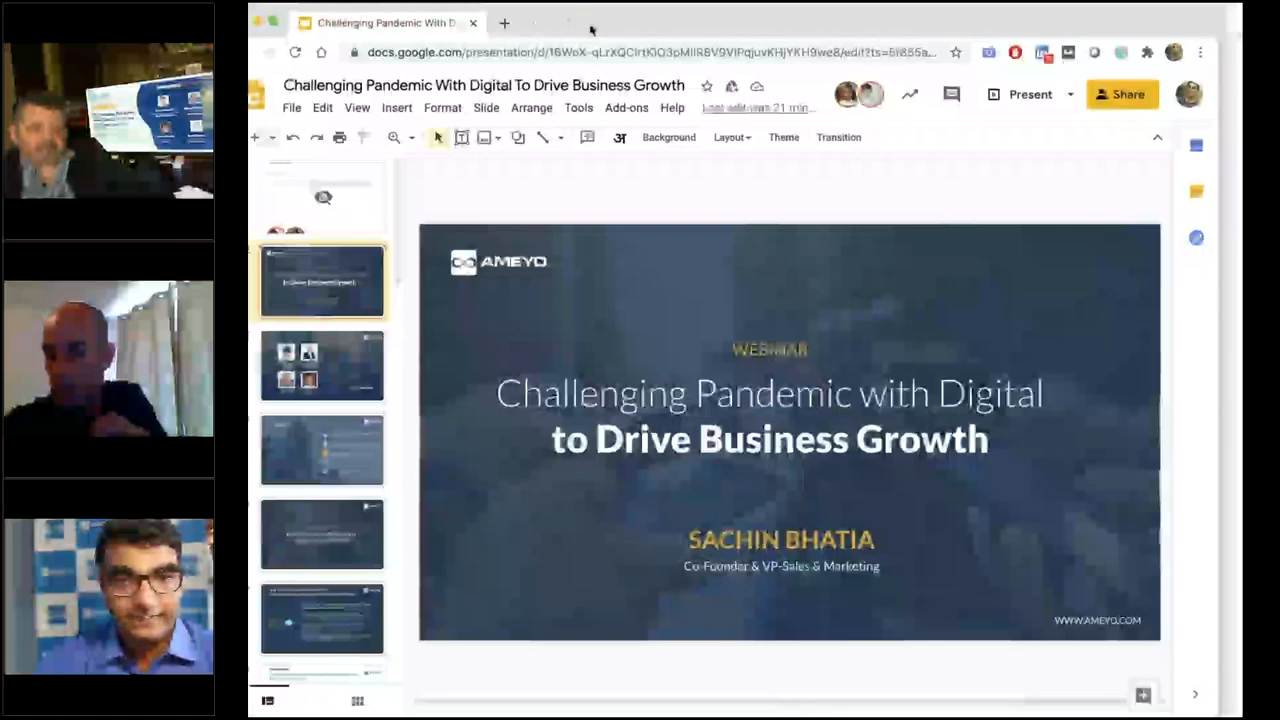 Challenging Pandemic With D
docs.google.com/presentation/d/
Challenging Pandemic With Digital To Drive Business Growth
File Edit View Insert Format Slide Arrange Tools Add-ons Help
Present
Share
अ
Background Layout Theme Transition
AMEYO
WEBINAR
Challenging Pandemic with Digital
to Drive Business Growth
SACHIN BHATIA
Co-Founder & VP-Sales & Marketing
WWW.AMEYO.COM